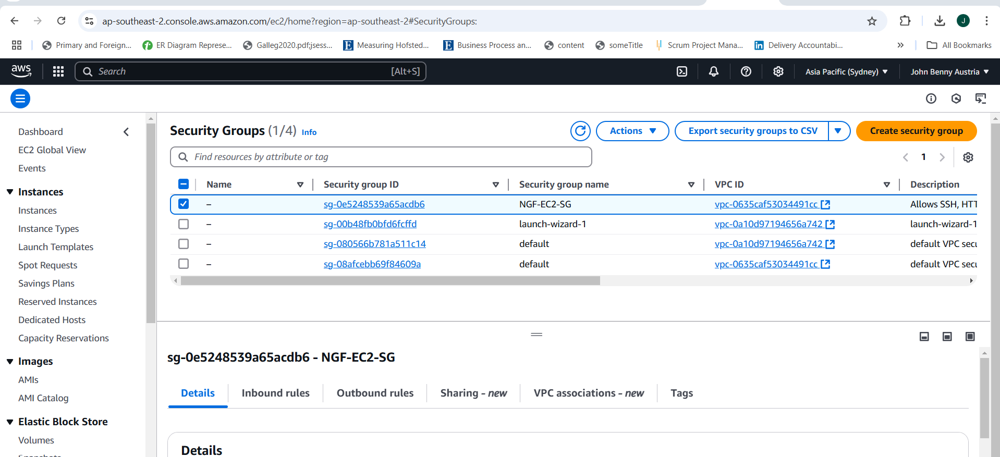 ap-southeast-2.console.aws.amazon.com/ec2/home?region=ap-southeast-2#SecurityGroups:
J
Primary and Foreign... ER Diagram Represe... Galleg2020.pdf;jsess... Measuring Hofsted... Business Process an... content someTitle Scrum Project Mana... Delivery Accountabi... » All Bookmarks
aws Search [Alt+S] Asia Pacific (Sydney) John Benny Austria
Dashboard
EC2 Global View
Events
Instances
Instances
Instance Types
Launch Templates
Spot Requests
Savings Plans
Reserved Instances
Dedicated Hosts
Capacity Reservations
Images
AMIs
AMI Catalog
Elastic Block Store
Volumes
Snapshots
Security Groups (1/4) Info Actions Export security groups to CSV Create security group
Find resources by attribute or tag 1
Name Security group ID Security group name VPC ID Description
– sg-0e5248539a65acdb6 NGF-EC2-SG vpc-0635caf53034491cc Allows SSH, HTT
– sg-00b48fb0bfd6fcffd launch-wizard-1 vpc-0a10d97194656a742 launch-wizard-1
– sg-080566b781a511c14 default vpc-0a10d97194656a742 default VPC secu
– sg-08afcebb69f84609a default vpc-0635caf53034491cc default VPC secu
sg-0e5248539a65acdb6 - NGF-EC2-SG
Details Inbound rules Outbound rules Sharing - new VPC associations - new Tags
Details